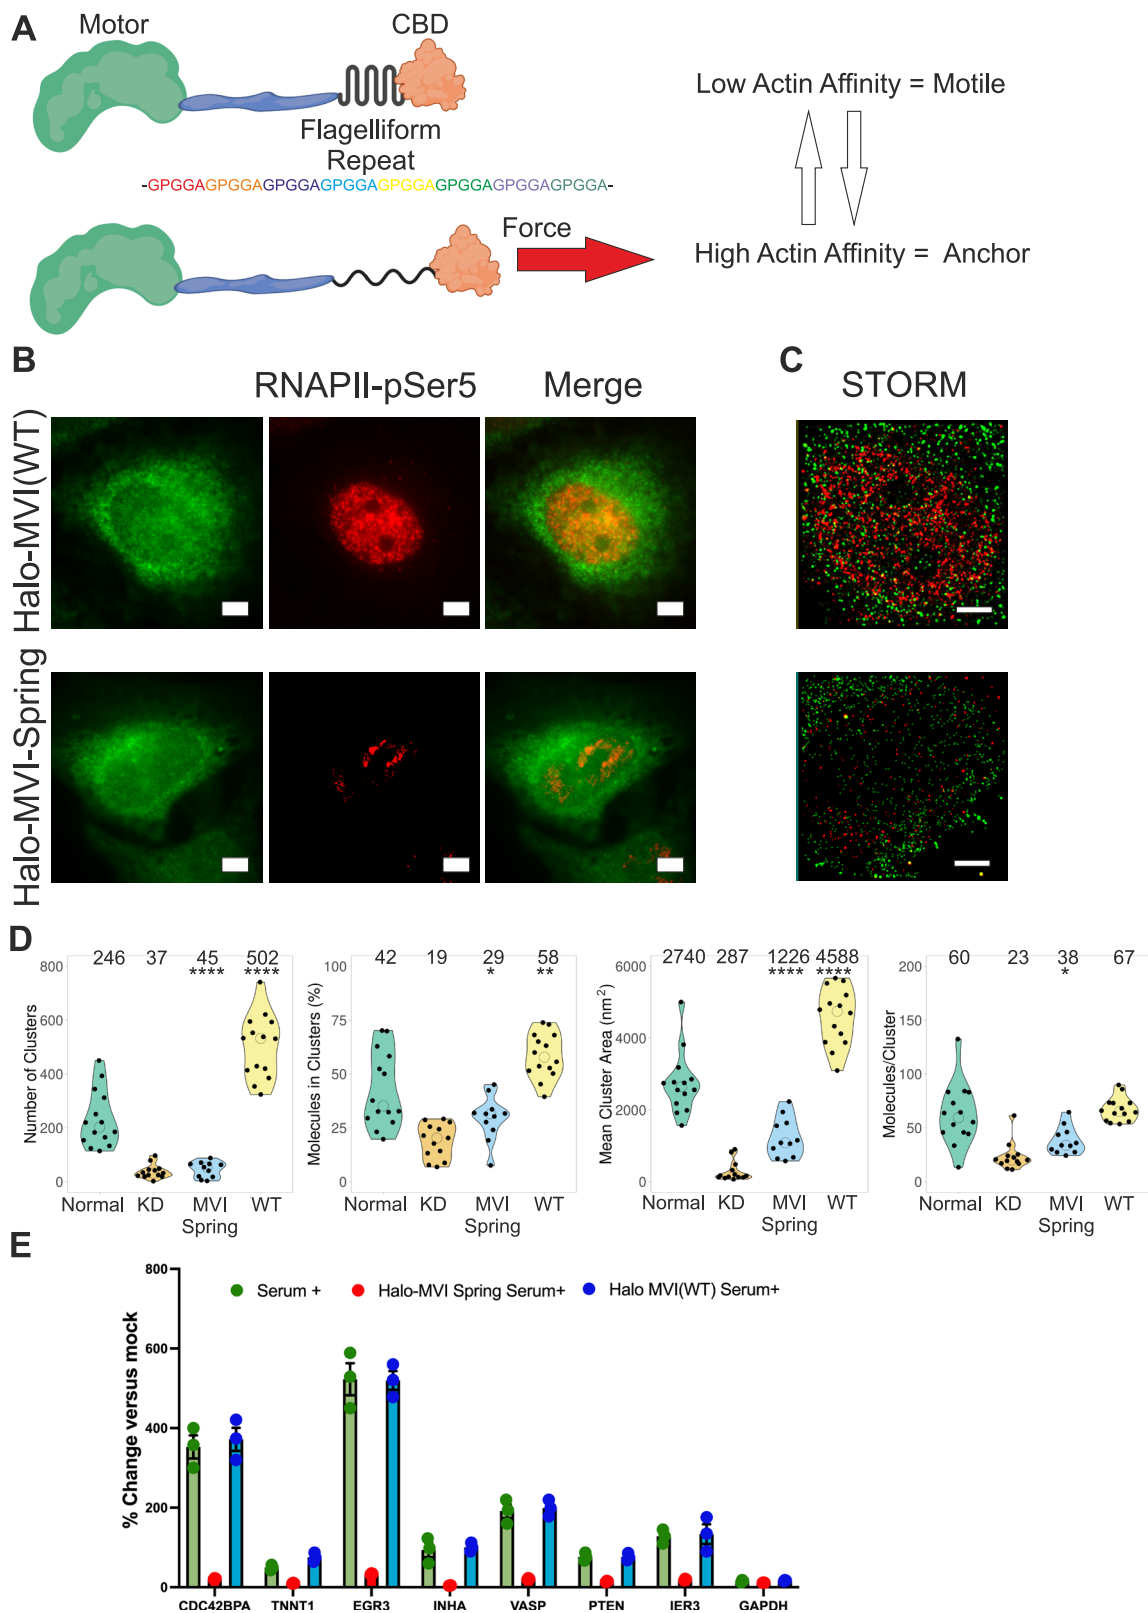 A
Motor
CBD
Flagelliform
Repeat
-GPGGAGPGGAGPGGAGPGGAGPGGAGPGGAGPGGAGPGGA-
Force
Low Actin Affinity = Motile
High Actin Affinity = Anchor
B
RNAPII-pSer5
Merge
Halo-MVI(WT)
Halo-MVI-Spring
C
STORM
D
Number of Clusters
800
600
400
200
0
246
37
45
****
502
****
Normal
KD
MVI
Spring
WT
Molecules in Clusters (%)
100
75
50
25
0
42
19
29
*
58
**
Normal
KD
MVI
Spring
WT
Mean Cluster Area (nm²)
6000
4000
2000
0
2740
287
1226
****
4588
****
Normal
KD
MVI
Spring
WT
Molecules/Cluster
200
150
100
50
0
60
23
38
*
67
Normal
KD
MVI
Spring
WT
E
% Change versus mock
800
600
400
200
0
Serum +
Halo-MVI Spring Serum+
Halo MVI(WT) Serum+
CDC42BPA
TNNT1
EGR3
INHA
VASP
PTEN
IER3
GAPDH